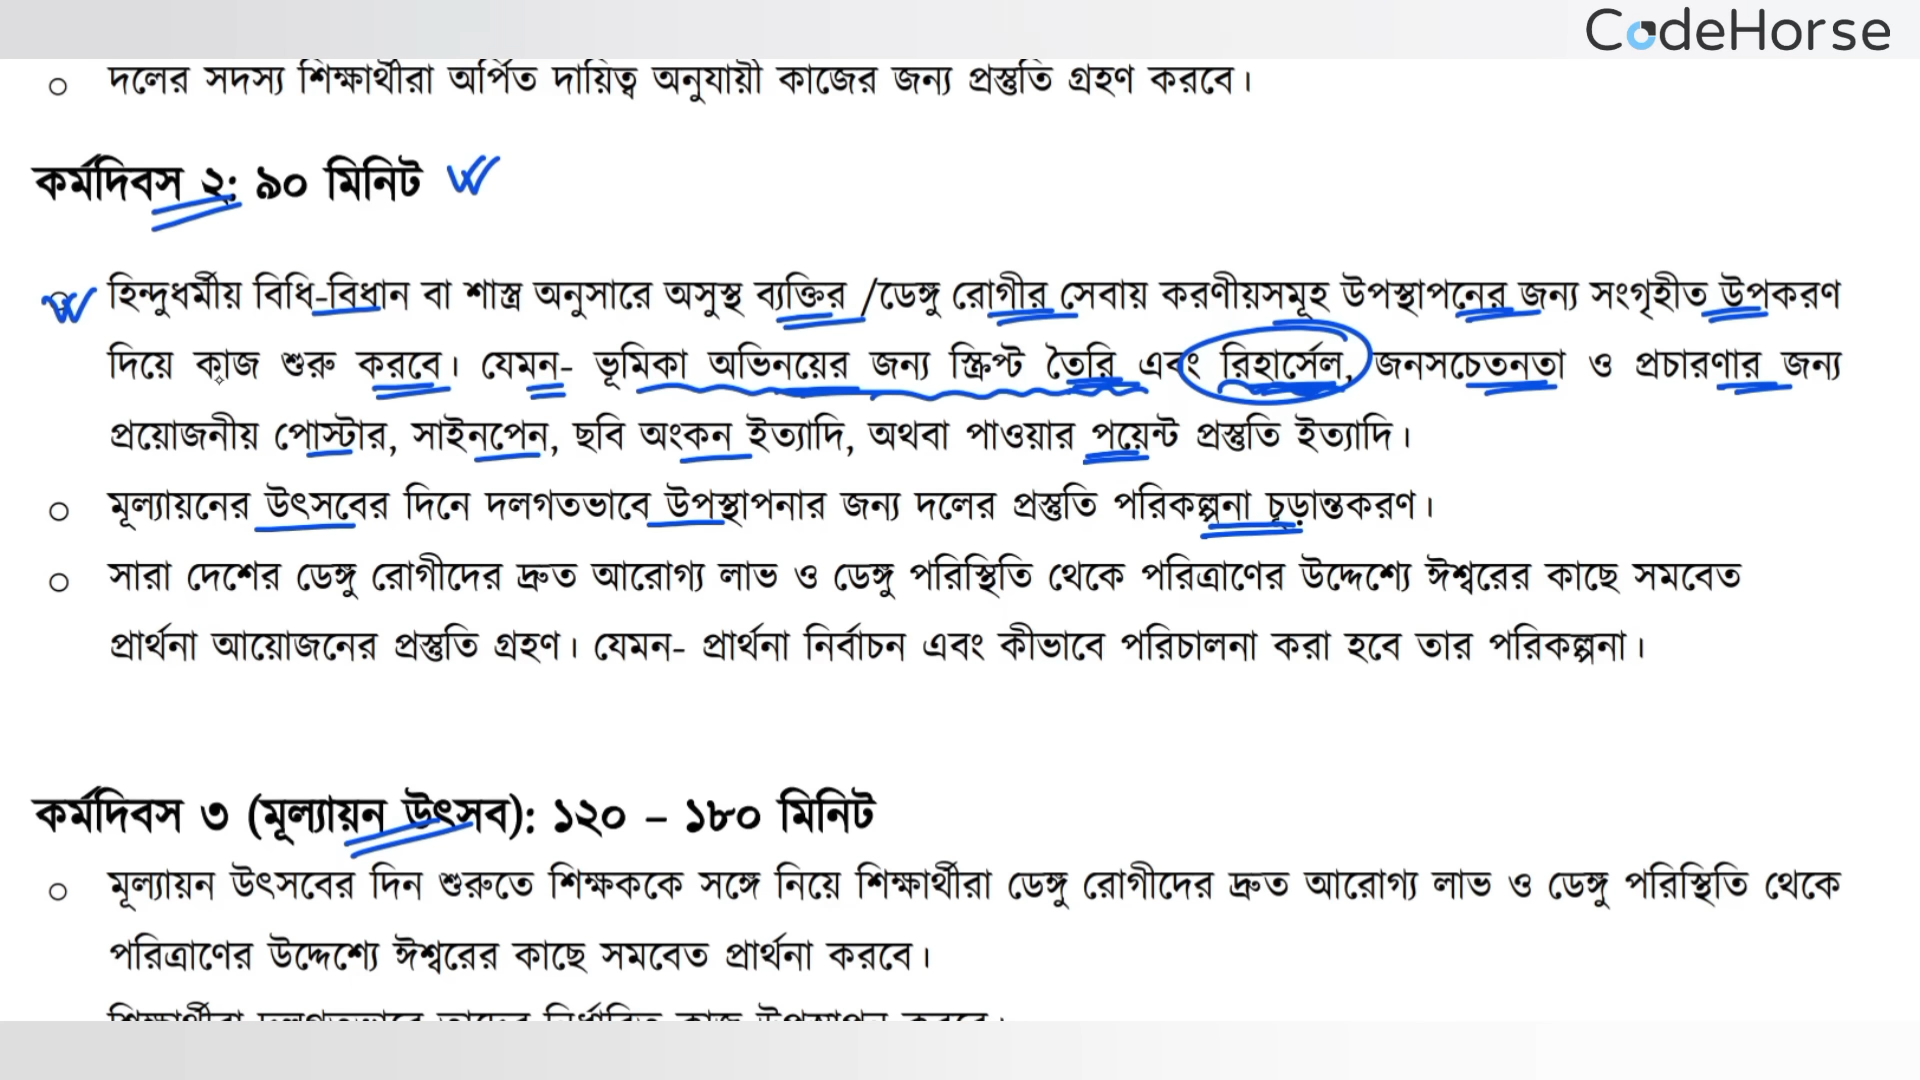 CodeHorse
দলের সদস্য শিক্ষার্থীরা অর্পিত দায়িত্ব অনুযায়ী কাজের জন্য প্রস্তুতি গ্রহণ করবে।
কর্মদিবস ২: ৯০ মিনিট
হিন্দুধর্মীয় বিধি-বিধান বা শাস্ত্র অনুসারে অসুস্থ ব্যক্তির /ডেঙ্গু রোগীর সেবায় করণীয়সমূহ উপস্থাপনের জন্য সংগৃহীত উপকরণ
দিয়ে কাজ শুরু করবে। যেমন- ভূমিকা অভিনয়ের জন্য স্ক্রিপ্ট তৈরি এবং রিহার্সেল, জনসচেতনতা ও প্রচারণার জন্য
প্রয়োজনীয় পোস্টার, সাইনপেন, ছবি অংকন ইত্যাদি, অথবা পাওয়ার পয়েন্ট প্রস্তুতি ইত্যাদি।
মূল্যায়নের উৎসবের দিনে দলগতভাবে উপস্থাপনার জন্য দলের প্রস্তুতি পরিকল্পনা চূড়ান্তকরণ।
সারা দেশের ডেঙ্গু রোগীদের দ্রুত আরোগ্য লাভ ও ডেঙ্গু পরিস্থিতি থেকে পরিত্রাণের উদ্দেশ্যে ঈশ্বরের কাছে সমবেত
প্রার্থনা আয়োজনের প্রস্তুতি গ্রহণ। যেমন- প্রার্থনা নির্বাচন এবং কীভাবে পরিচালনা করা হবে তার পরিকল্পনা।
কর্মদিবস ৩ (মূল্যায়ন উৎসব): ১২০ – ১৮০ মিনিট
মূল্যায়ন উৎসবের দিন শুরুতে শিক্ষককে সঙ্গে নিয়ে শিক্ষার্থীরা ডেঙ্গু রোগীদের দ্রুত আরোগ্য লাভ ও ডেঙ্গু পরিস্থিতি থেকে
পরিত্রাণের উদ্দেশ্যে ঈশ্বরের কাছে সমবেত প্রার্থনা করবে।
শিক্ষার্থীরা দলগতভাবে তাদের নির্ধারিত কাজ উপস্থাপন করবে।